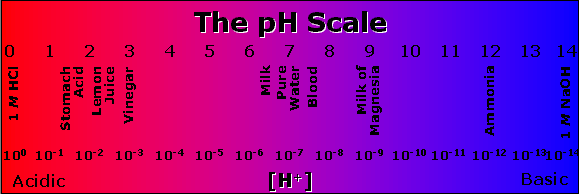 The pH Scale
0 1 2 3 4 5 6 7 8 9 10 11 12 13 14
1 M HCl
Stomach
Acid
Lemon
Juice
Vinegar
Milk
Pure
Water
Blood
Milk of
Magnesia
Ammonia
1 M NaOH
10⁰ 10⁻¹ 10⁻² 10⁻³ 10⁻⁴ 10⁻⁵ 10⁻⁶ 10⁻⁷ 10⁻⁸ 10⁻⁹ 10⁻¹⁰ 10⁻¹¹ 10⁻¹² 10⁻¹³ 10⁻¹⁴
Acidic [H⁺] Basic